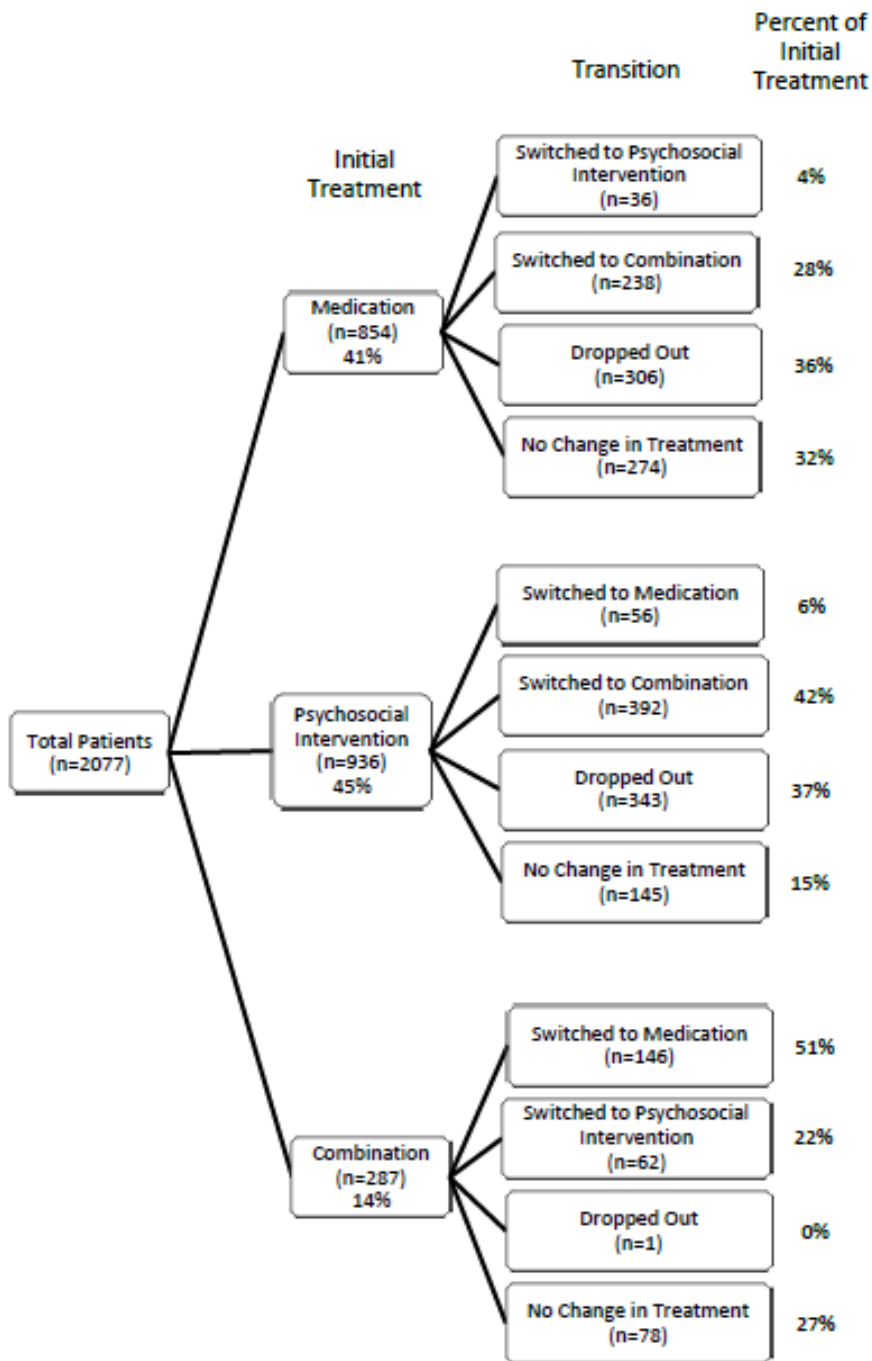 Percent of
Initial
Treatment
Transition
Initial
Treatment
Switched to Psychosocial
Intervention
(n=36)
4%
Switched to Combination
(n=238)
28%
Medication
(n=854)
41%
Dropped Out
(n=306)
36%
No Change in Treatment
(n=274)
32%
Switched to Medication
(n=56)
6%
Switched to Combination
(n=392)
42%
Total Patients
(n=2077)
Psychosocial
Intervention
(n=936)
45%
Dropped Out
(n=343)
37%
No Change in Treatment
(n=145)
15%
Switched to Medication
(n=146)
51%
Switched to Psychosocial
Intervention
(n=62)
22%
Combination
(n=287)
14%
Dropped Out
(n=1)
0%
No Change in Treatment
(n=78)
27%